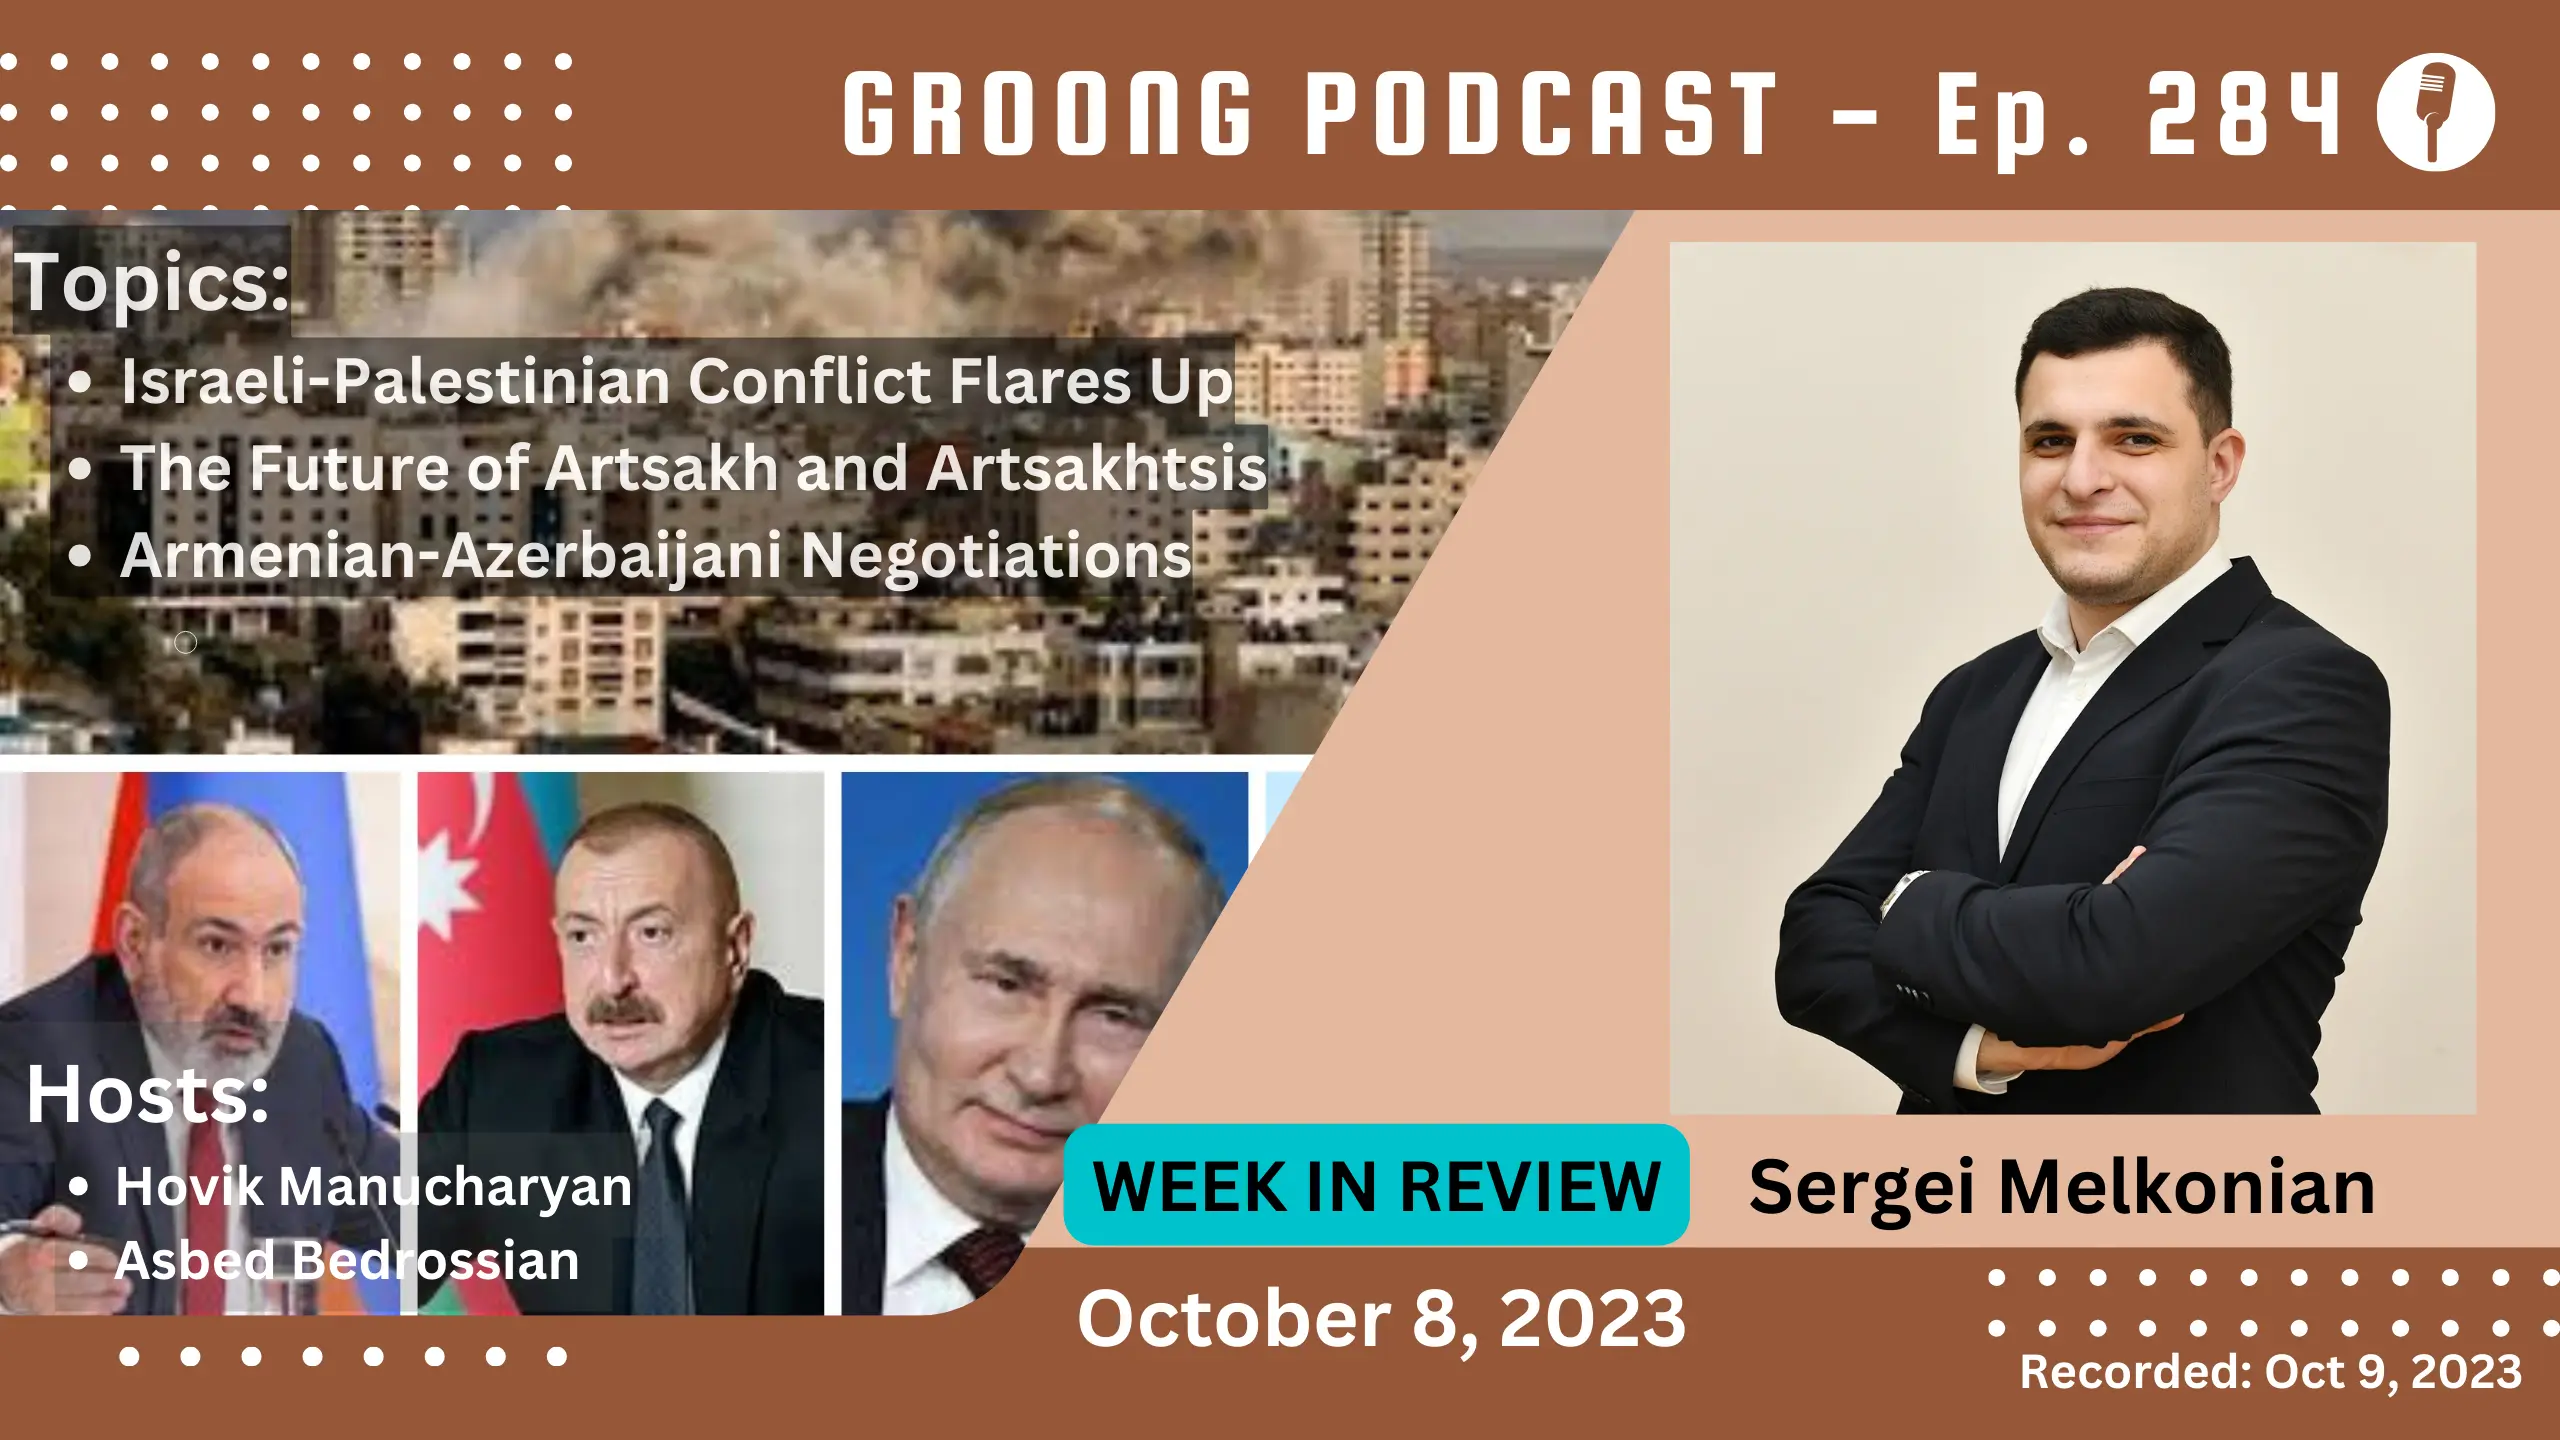 GROONG PODCAST - Ep. 284
Topics:
• Israeli-Palestinian Conflict Flares Up
• The Future of Artsakh and Artsakhtsis
• Armenian-Azerbaijani Negotiations
Hosts:
• Hovik Manucharyan
• Asbed Bedrossian
WEEK IN REVIEW
Sergei Melkonian
October 8, 2023
Recorded: Oct 9, 2023